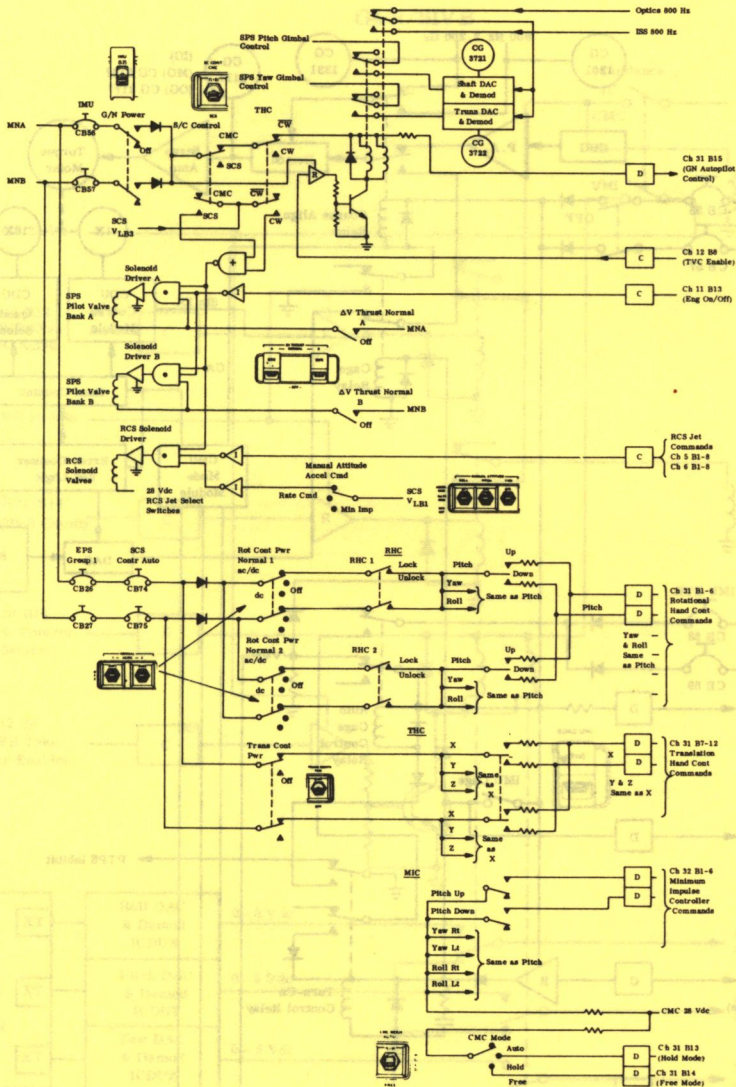 Optics 800 Hz
ISS 800 Hz
SPS Pitch Gimbal
Control
CG
3721
SPS Yaw Gimbal
Control
Shaft DAC
& Demod
Truns DAC
& Demod
CG
3722
IMU
G/N Power
S/C Control
THC
MNA
CB56
Off
CMC
CW
SCS
CW
MNB
CB57
CMC
CW
SCS
CW
SCS
VLB3
R
D
Ch 31 B15
(GN Autopilot
Control)
C
Ch 12 B8
(TVC Enable)
+
Solenoid
Driver A
SPS
Pilot Valve
Bank A
I
C
Ch 11 B13
(Eng On/Off)
ΔV Thrust Normal
A
MNA
Off
Solenoid
Driver B
SPS
Pilot Valve
Bank B
ΔV Thrust Normal
B
MNB
Off
RCS Solenoid
Driver
RCS
Solenoid
Valves
I
I
28 Vdc
RCS Jet Select
Switches
C
RCS Jet
Commands
Ch 5 B1-8
Ch 6 B1-8
Manual Attitude
Accel Cmd
Rate Cmd
Min Imp
SCS
VLB1
EPS
Group 1
SCS
Contr Auto
CB26
CB74
CB27
CB75
Rot Cont Pwr
Normal 1
ac/dc
dc
Off
RHC 1
RHC
Lock
Unlock
Pitch
Yaw
Roll
Same as Pitch
Up
Down
Pitch
D
D
Ch 31 B1-6
Rotational
Hand Cont
Commands
Yaw
& Roll
Same
as Pitch
Rot Cont Pwr
Normal 2
ac/dc
dc
Off
RHC 2
Lock
Unlock
Pitch
Yaw
Roll
Same as Pitch
Up
Down
Trans Cont
Pwr
Off
THC
X
Y
Z
Same
as
X
X
Y
Z
Same
as
X
X
D
D
Ch 31 B7-12
Translation
Hand Cont
Commands
Y & Z
Same as X
MIC
Pitch Up
Pitch Down
Yaw Rt
Yaw Lt
Roll Rt
Roll Lt
Same as Pitch
D
D
Ch 32 B1-6
Minimum
Impulse
Controller
Commands
CMC 28 Vdc
CMC Mode
Auto
Hold
Free
D
Ch 31 B13
(Hold Mode)
D
Ch 31 B14
(Free Mode)